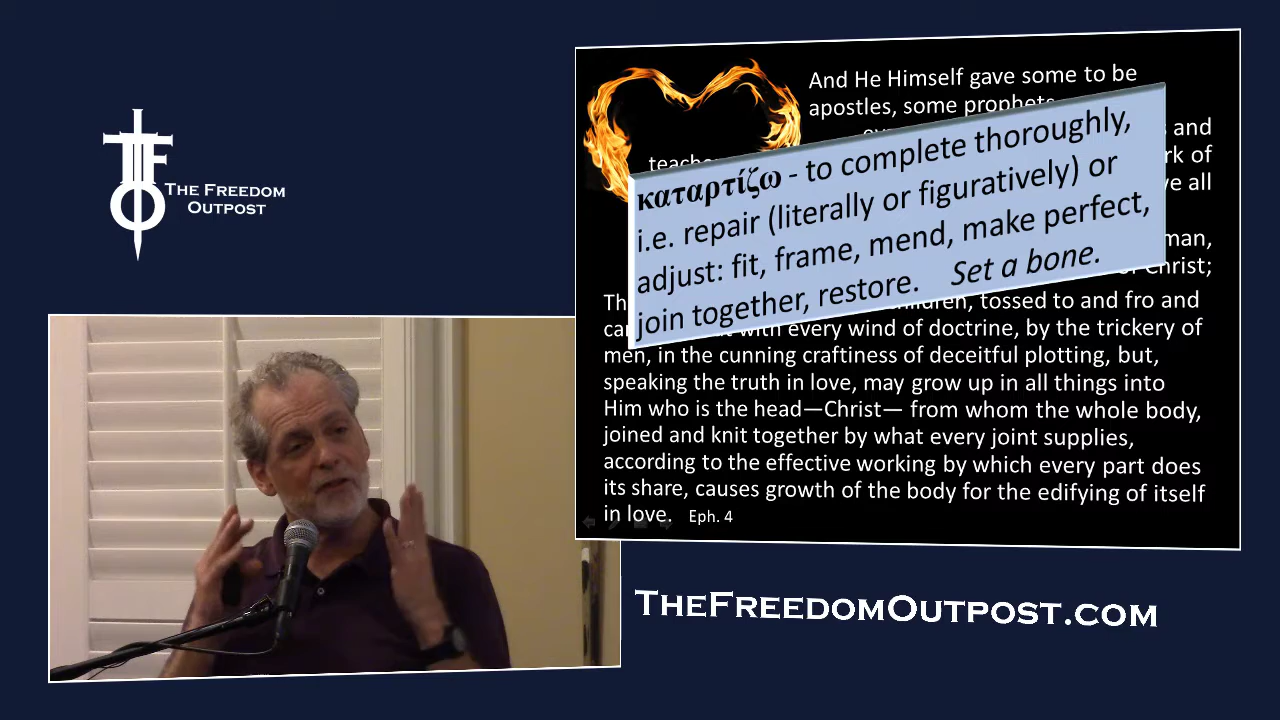 THE FREEDOM
OUTPOST
And He Himself gave some to be
apostles, some prophets
and
rk of
all
man,
Christ;
καταρτίζω - to complete thoroughly,
i.e. repair (literally or figuratively) or
adjust: fit, frame, mend, make perfect,
join together, restore. Set a bone.
tossed to and fro and
with every wind of doctrine, by the trickery of
men, in the cunning craftiness of deceitful plotting, but,
speaking the truth in love, may grow up in all things into
Him who is the head—Christ— from whom the whole body,
joined and knit together by what every joint supplies,
according to the effective working by which every part does
its share, causes growth of the body for the edifying of itself
in love. Eph. 4
THEFREEDOMOUTPOST.COM